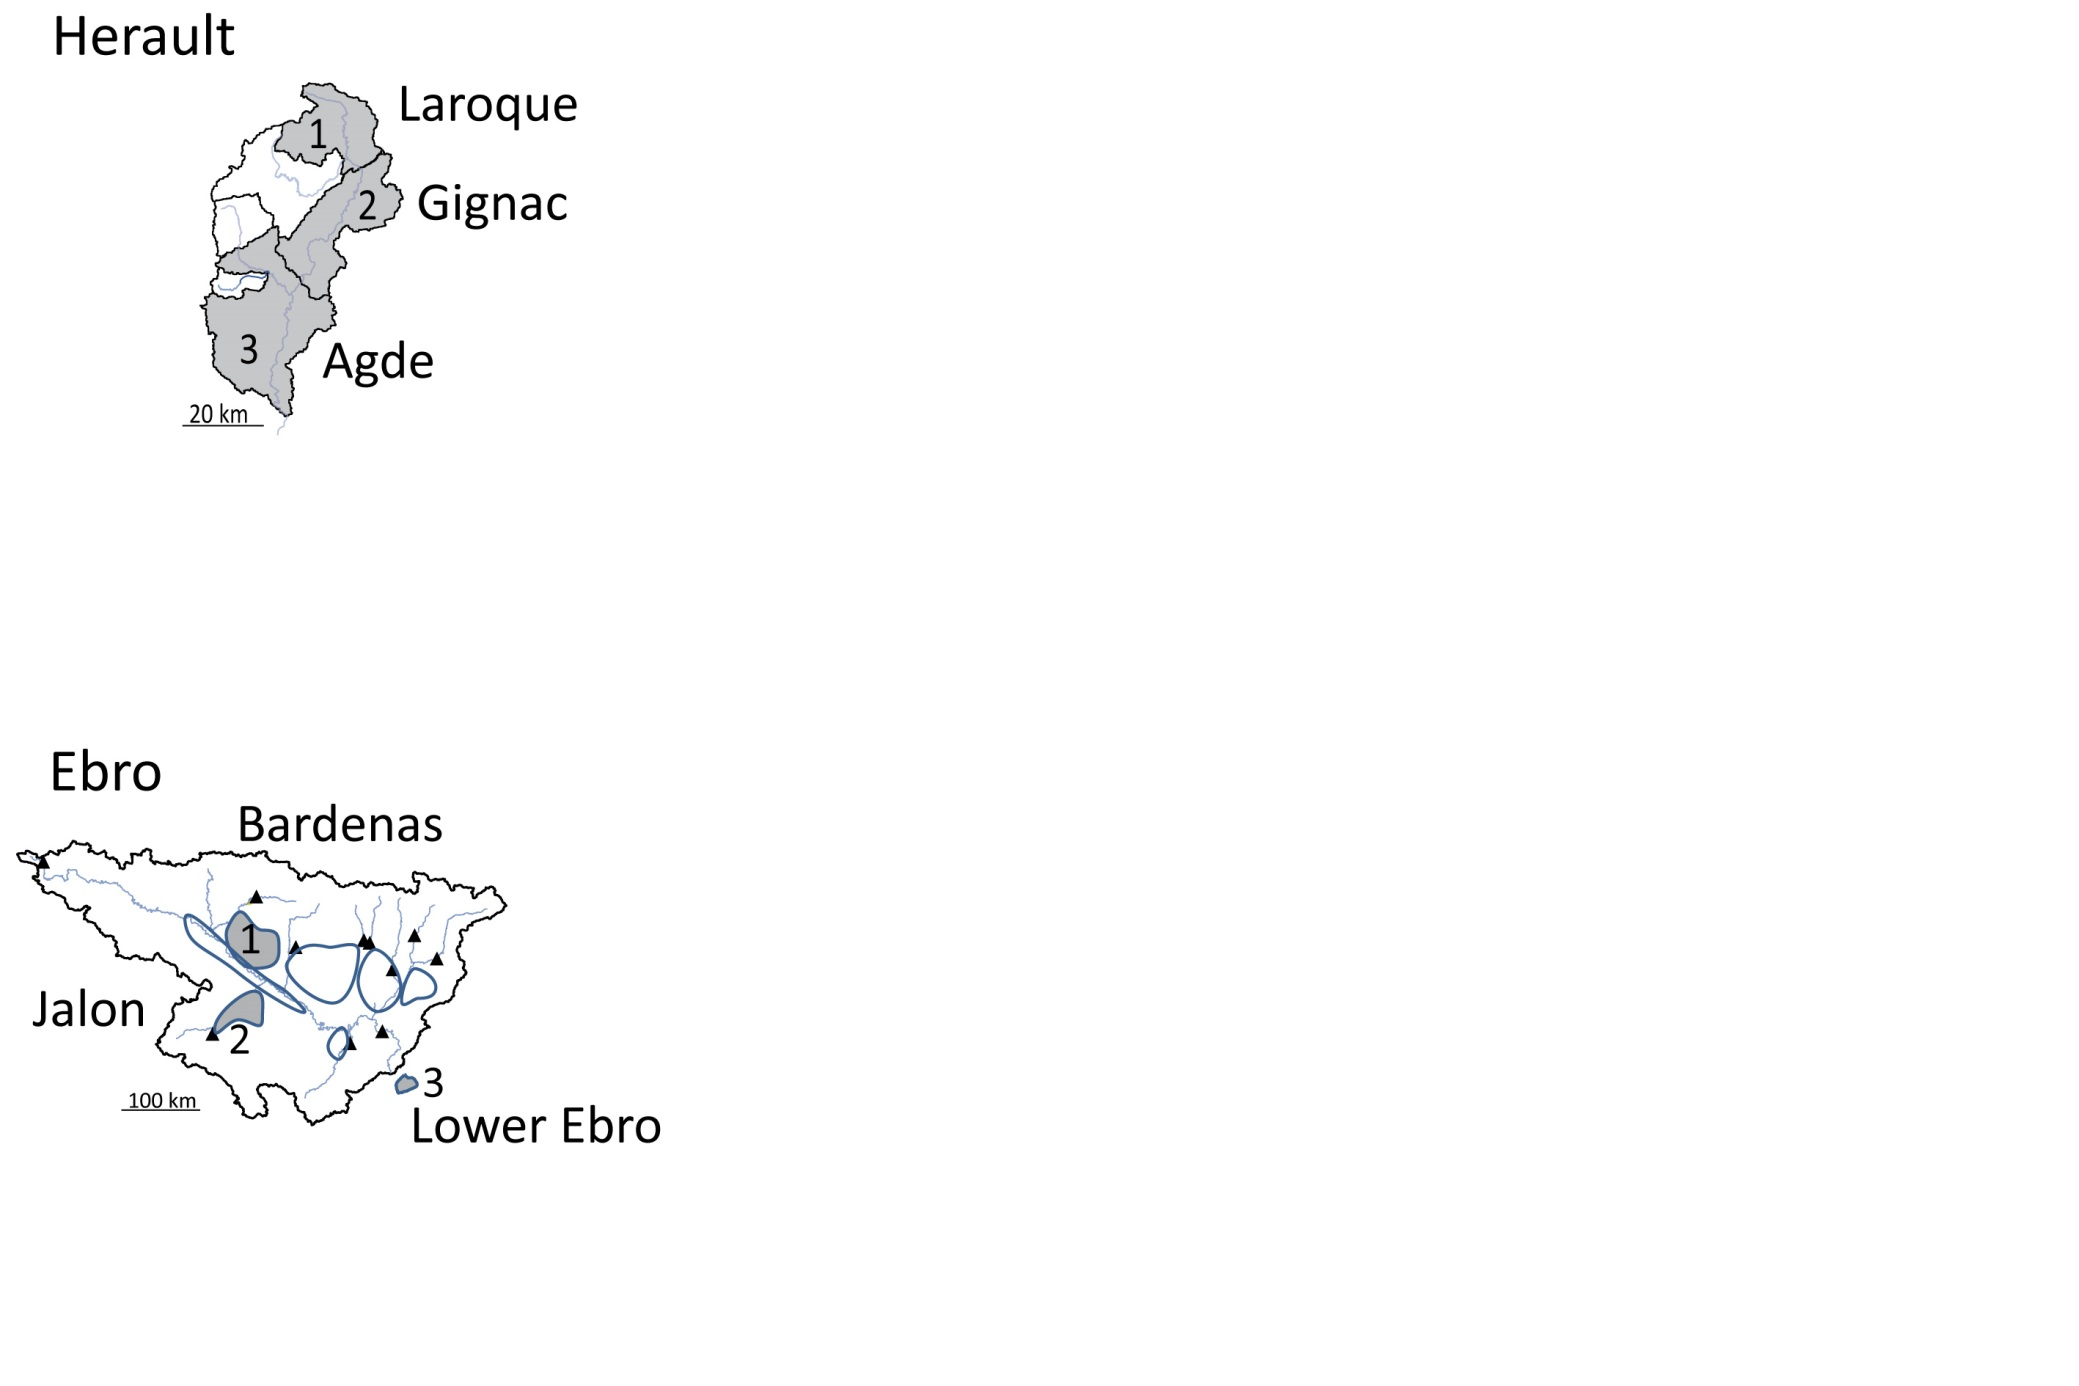 Herault
Laroque
1
2
Gignac
3
Agde
20 km
Ebro
Bardenas
1
Jalon
2
3
100 km
Lower Ebro